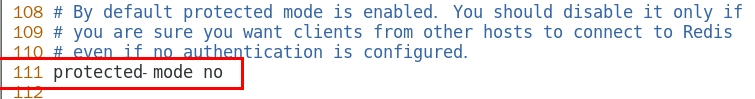 108 # By default protected mode is enabled. You should disable it only if
109 # you are sure you want clients from other hosts to connect to Redis
110 # even if no authentication is configured.
111 protected-mode no
112